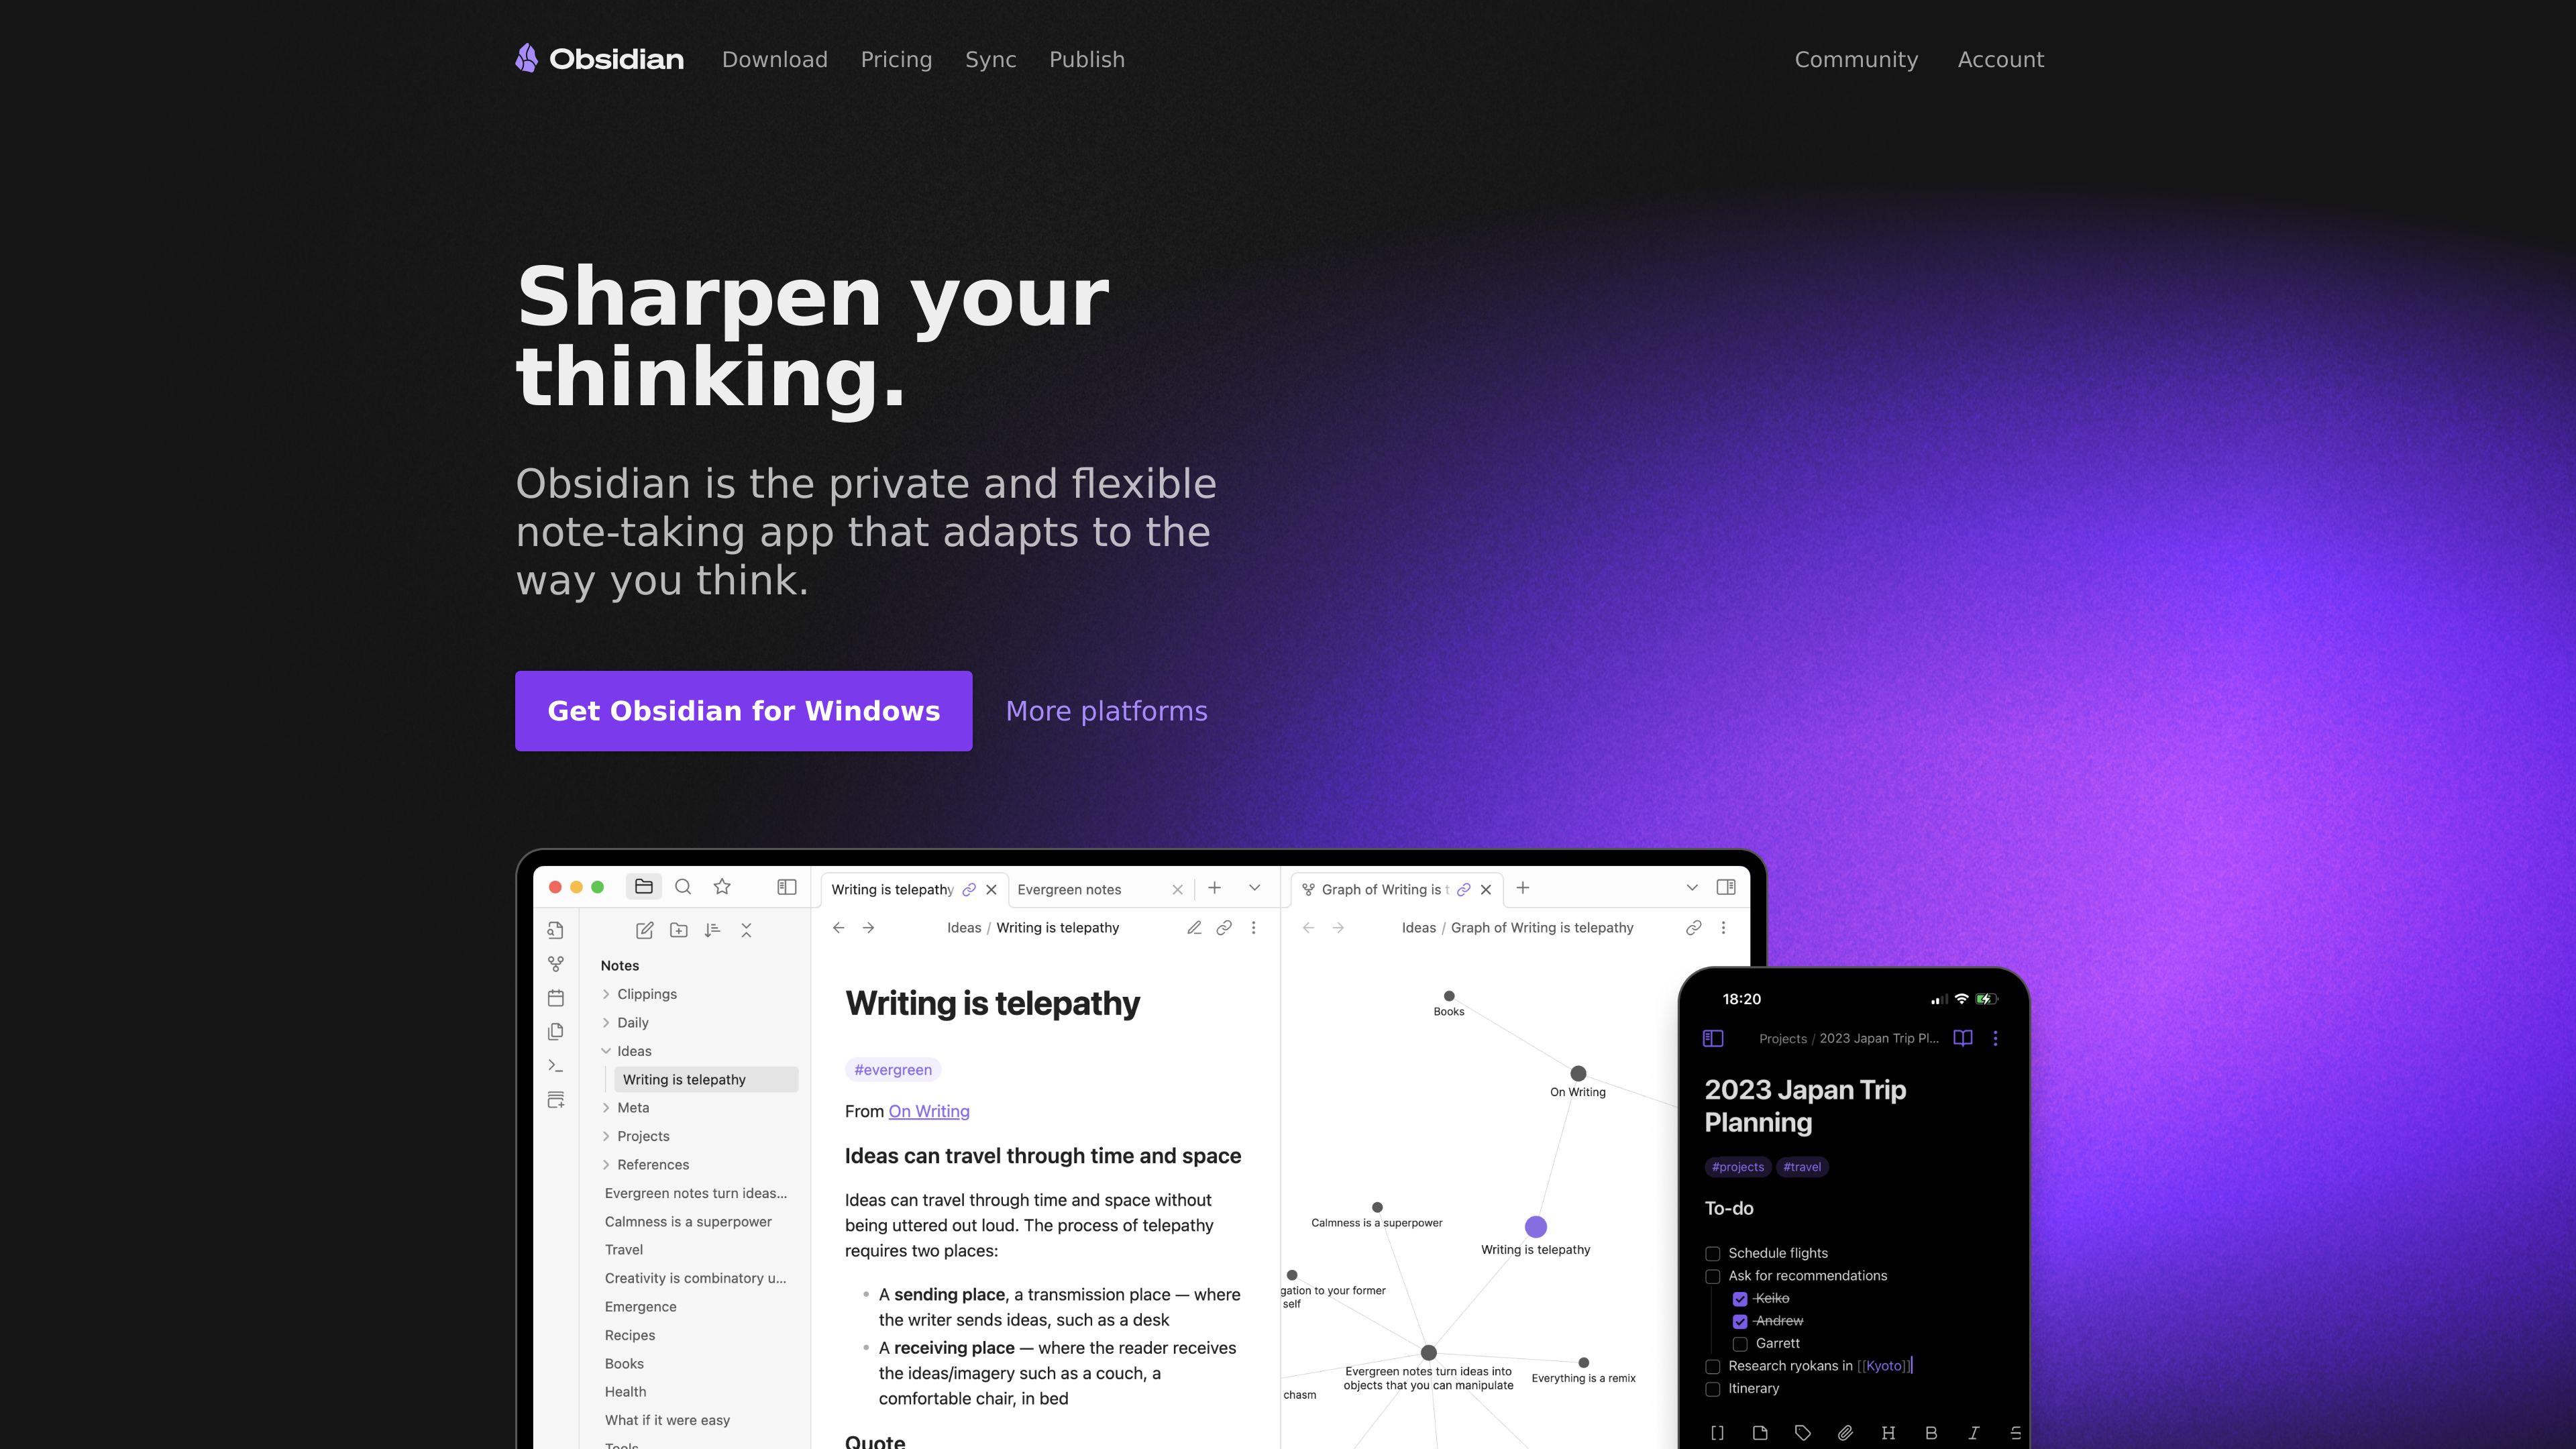 Obsidian
Download
Pricing
Sync
Publish
Community
Account
Sharpen your
thinking.
Obsidian is the private and flexible
note-taking app that adapts to the
way you think.
Get Obsidian for Windows
More platforms
Writing is telepathy
Evergreen notes
Graph of Writing is t
Ideas / Writing is telepathy
Ideas / Graph of Writing is telepathy
Notes
Clippings
Daily
Ideas
Writing is telepathy
Meta
Projects
References
Evergreen notes turn ideas...
Calmness is a superpower
Travel
Creativity is combinatory u...
Emergence
Recipes
Books
Health
What if it were easy
Tools
Writing is telepathy
#evergreen
From On Writing
Ideas can travel through time and space
Ideas can travel through time and space without
being uttered out loud. The process of telepathy
requires two places:
A sending place, a transmission place — where
the writer sends ideas, such as a desk
A receiving place — where the reader receives
the ideas/imagery such as a couch, a
comfortable chair, in bed
Quote
Books
On Writing
Calmness is a superpower
Writing is telepathy
gation to your former
self
Evergreen notes turn ideas into
objects that you can manipulate
Everything is a remix
chasm
18:20
Projects / 2023 Japan Trip Pl...
2023 Japan Trip
Planning
#projects #travel
To-do
Schedule flights
Ask for recommendations
Keiko
Andrew
Garrett
Research ryokans in [[Kyoto]]
Itinerary